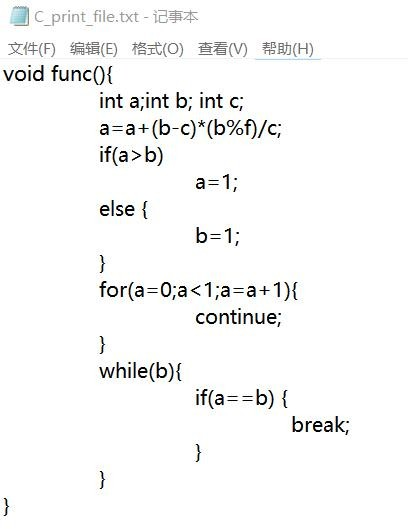 C_print_file.txt - 记事本
文件(F) 编辑(E) 格式(O) 查看(V) 帮助(H)
void func(){
int a;int b; int c;
a=a+(b-c)*(b%f)/c;
if(a>b)
a=1;
else {
b=1;
}
for(a=0;a<1;a=a+1){
continue;
}
while(b){
if(a==b) {
break;
}
}
}